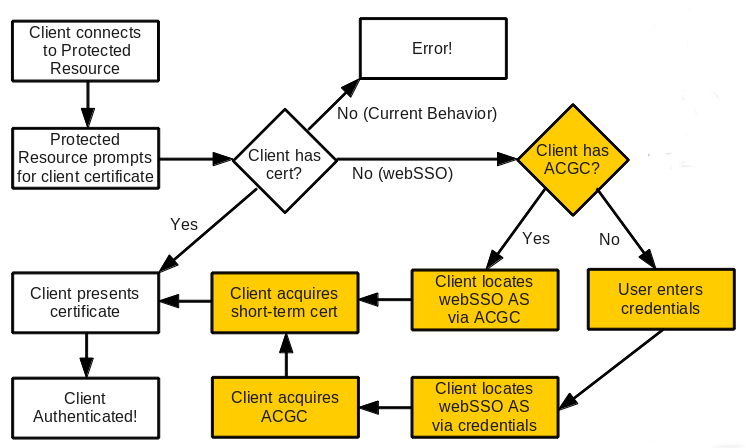 Client connects
to Protected
Resource
Error!
No (Current Behavior)
Protected
Resource prompts
for client certificate
Client has
cert?
No (webSSO)
Client has
ACGC?
Yes
Yes
No
Client presents
certificate
Client acquires
short-term cert
Client locates
webSSO AS
via ACGC
User enters
credentials
Client
Authenticated!
Client acquires
ACGC
Client locates
webSSO AS
via credentials